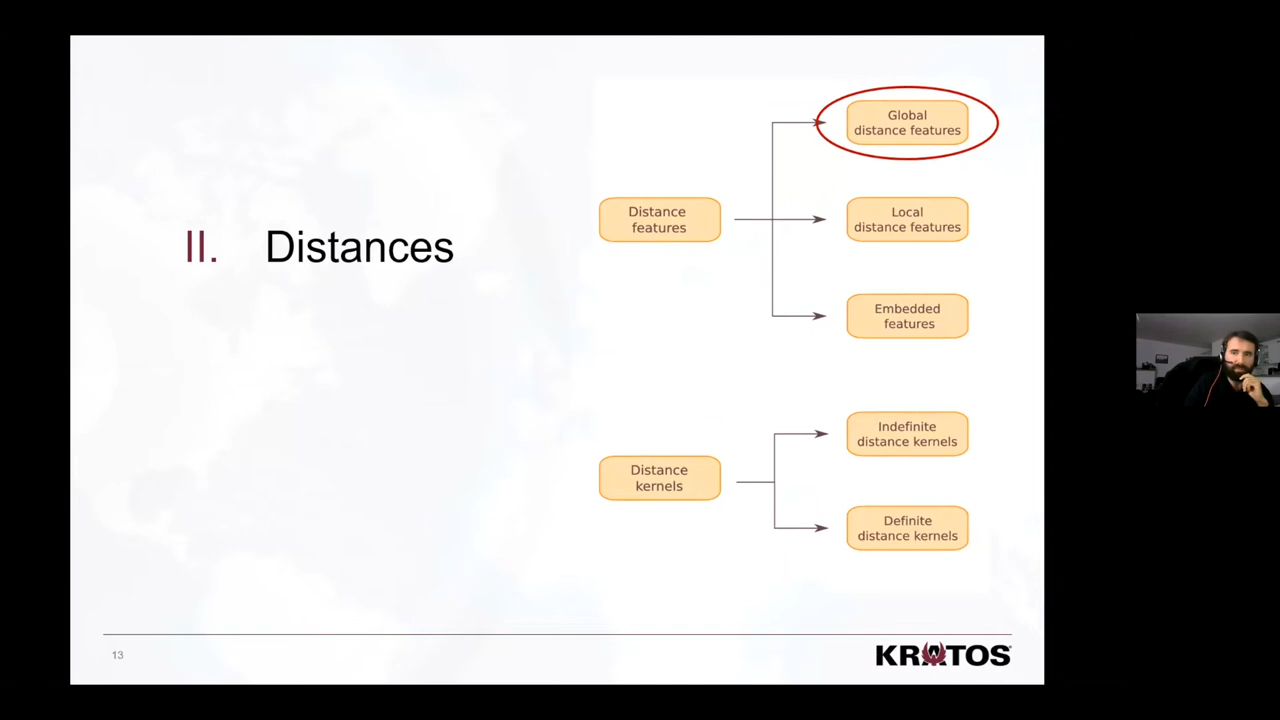 II. Distances
Global
distance features
Distance
features
Local
distance features
Embedded
features
Indefinite
distance kernels
Distance
kernels
Definite
distance kernels
13
KRATOS